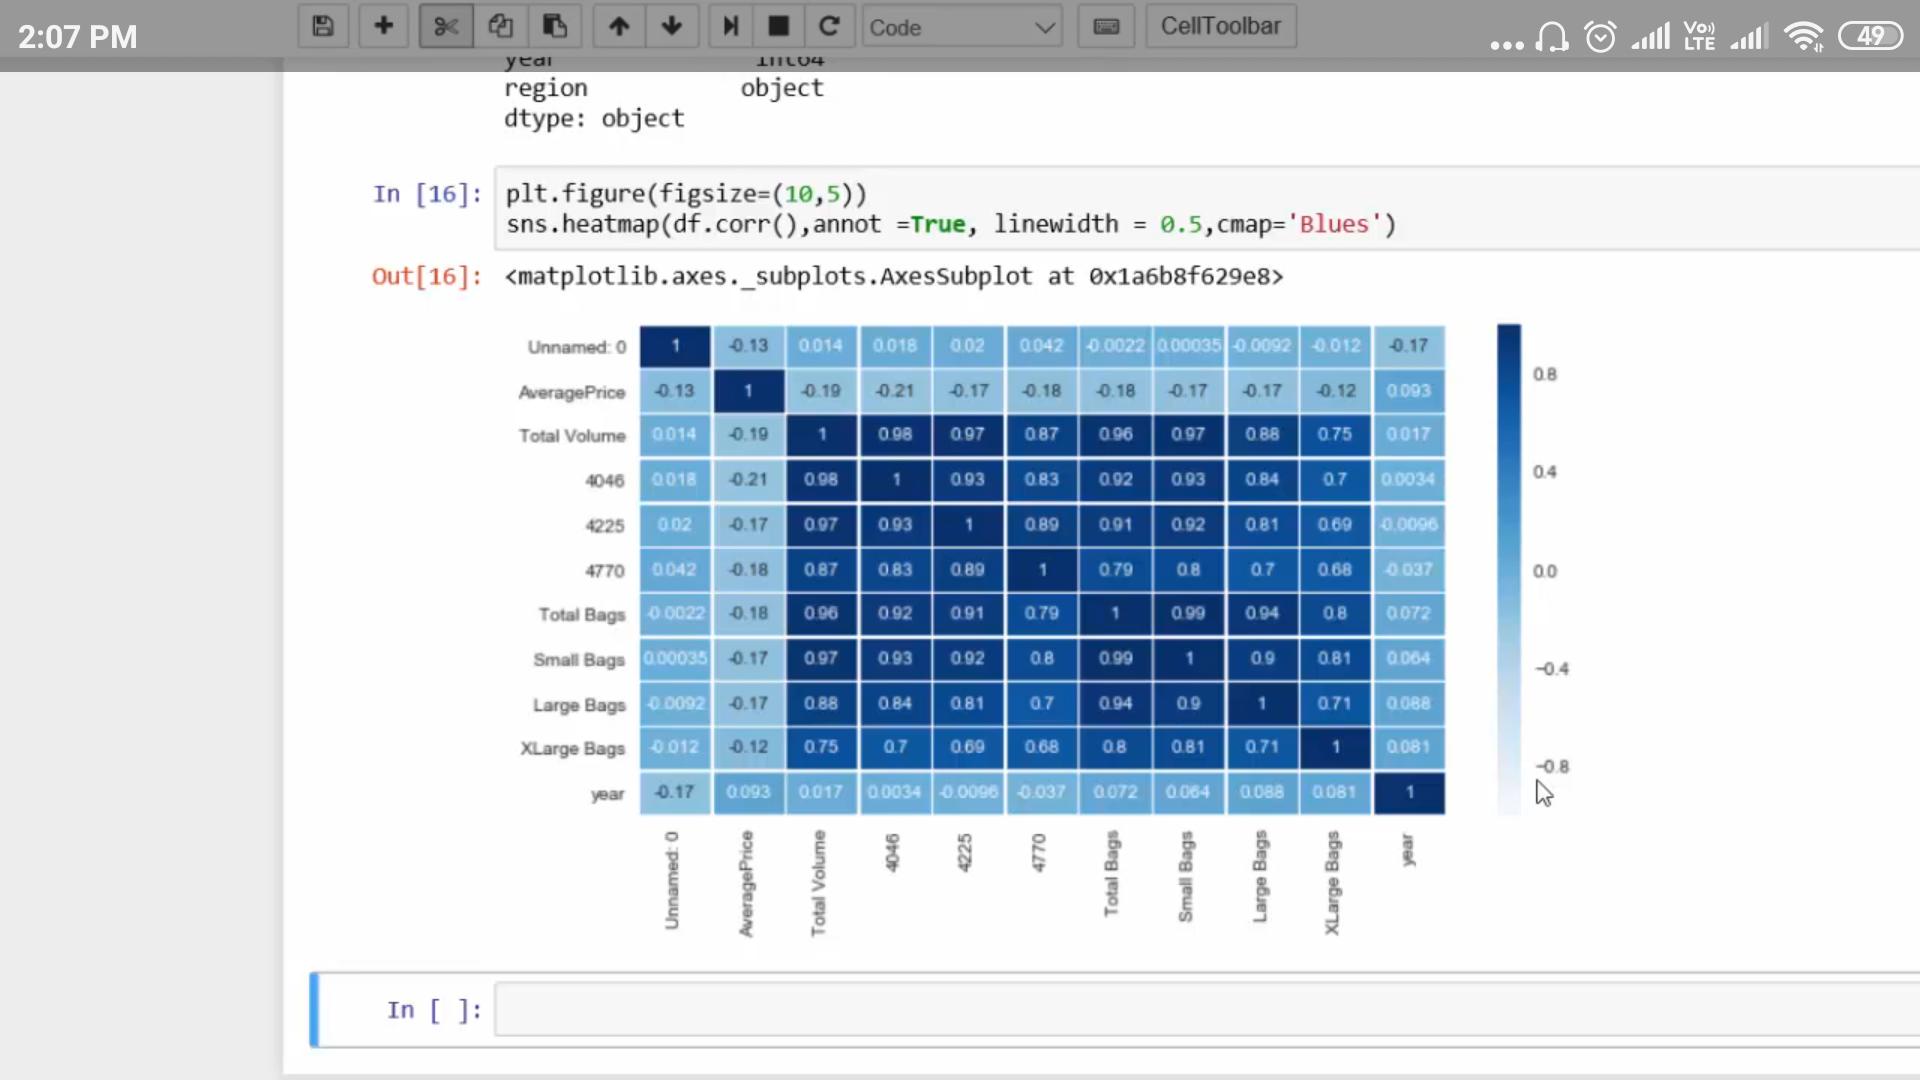 2:07 PM
Code
CellToolbar
Vo))
LTE
49
year int64
region object
dtype: object
In [16]:
plt.figure(figsize=(10,5))
sns.heatmap(df.corr(),annot =True, linewidth = 0.5,cmap='Blues')
Out[16]: <matplotlib.axes._subplots.AxesSubplot at 0x1a6b8f629e8>
Unnamed: 0 1 -0.13 0.014 0.018 0.02 0.042 -0.0022 0.00035 -0.0092 -0.012 -0.17
AveragePrice -0.13 1 -0.19 -0.21 -0.17 -0.18 -0.18 -0.17 -0.17 -0.12 0.093
Total Volume 0.014 -0.19 1 0.98 0.97 0.87 0.96 0.97 0.88 0.75 0.017
4046 0.018 -0.21 0.98 1 0.93 0.83 0.92 0.93 0.84 0.7 0.0034
4225 0.02 -0.17 0.97 0.93 1 0.89 0.91 0.92 0.81 0.69 -0.0096
4770 0.042 -0.18 0.87 0.83 0.89 1 0.79 0.8 0.7 0.68 -0.037
Total Bags -0.0022 -0.18 0.96 0.92 0.91 0.79 1 0.99 0.94 0.8 0.072
Small Bags 0.00035 -0.17 0.97 0.93 0.92 0.8 0.99 1 0.9 0.81 0.064
Large Bags -0.0092 -0.17 0.88 0.84 0.81 0.7 0.94 0.9 1 0.71 0.088
XLarge Bags -0.012 -0.12 0.75 0.7 0.69 0.68 0.8 0.81 0.71 1 0.081
year -0.17 0.093 0.017 0.0034 -0.0096 -0.037 0.072 0.064 0.088 0.081 1
Unnamed: 0
AveragePrice
Total Volume
4046
4225
4770
Total Bags
Small Bags
Large Bags
XLarge Bags
year
0.8
0.4
0.0
−0.4
−0.8
In [ ]: